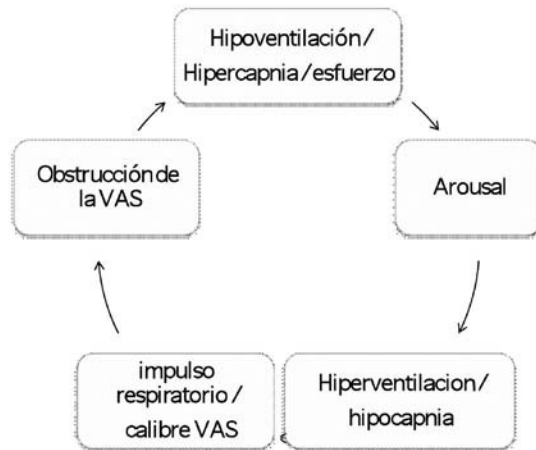 Hipoventilación /
Hipercapnia / esfuerzo
Arousal
Hiperventilacion /
hipocapnia
impulso
respiratorio /
calibre VAS
Obstrucción de
la VAS